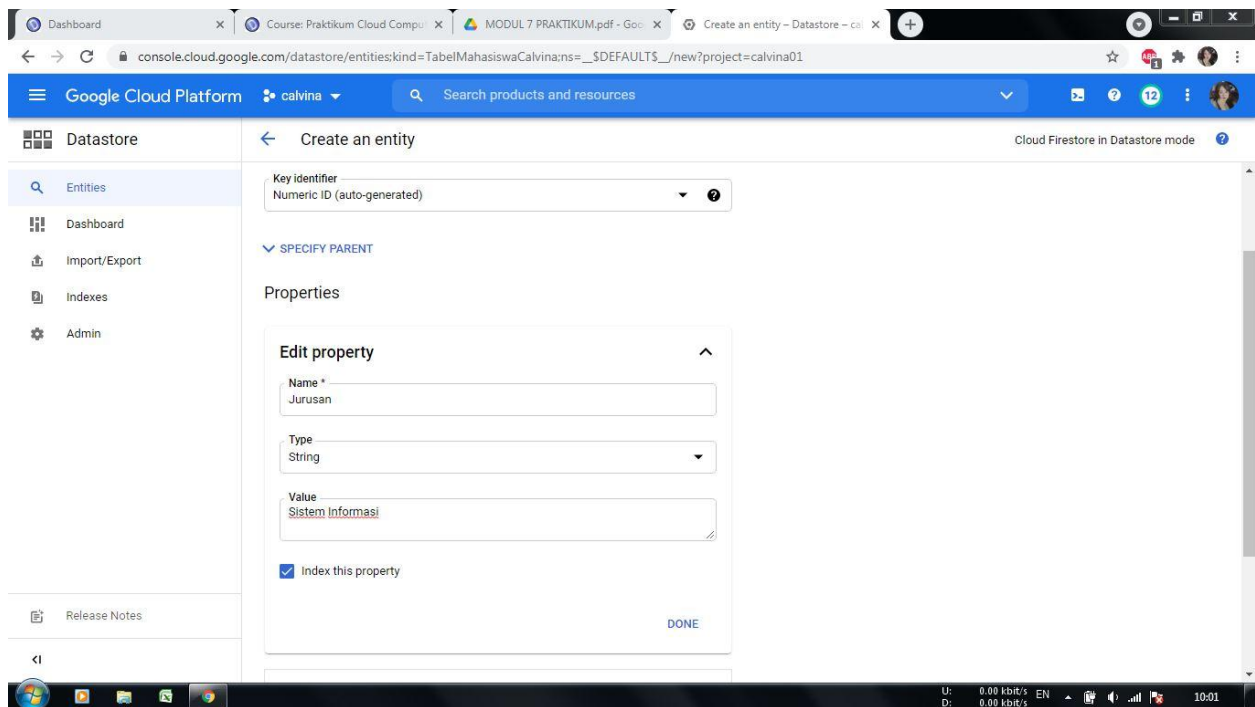 Dashboard
Course: Praktikum Cloud Comput
MODUL 7 PRAKTIKUM.pdf - Goo
Create an entity – Datastore – cal
console.cloud.google.com/datastore/entities;kind=TabelMahasiswaCalvina;ns=__$DEFAULT$__/new?project=calvina01
Google Cloud Platform
calvina
Search products and resources
12
Datastore
Create an entity
Cloud Firestore in Datastore mode
Entities
Dashboard
Import/Export
Indexes
Admin
Release Notes
Key identifier
Numeric ID (auto-generated)
SPECIFY PARENT
Properties
Edit property
Name *
Jurusan
Type
String
Value
Sistem Informasi
Index this property
DONE
U: 0.00 kbit/s
D: 0.00 kbit/s
EN
10:01